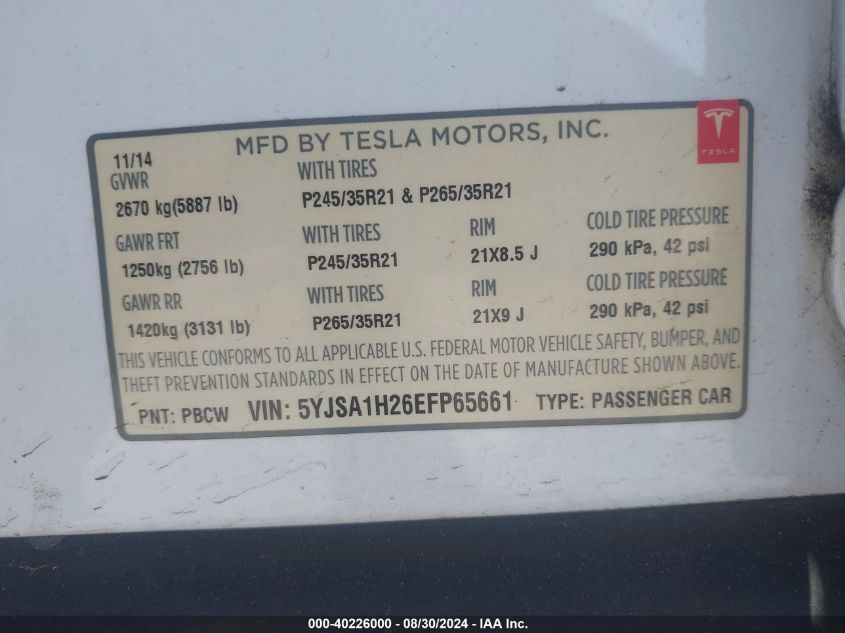 MFD BY TESLA MOTORS, INC.
TESLA
11/14
GVWR
WITH TIRES
2670 kg(5887 lb)
P245/35R21 & P265/35R21
GAWR FRT
WITH TIRES
RIM
COLD TIRE PRESSURE
1250kg (2756 lb)
P245/35R21
21X8.5 J
290 kPa, 42 psi
GAWR RR
WITH TIRES
RIM
COLD TIRE PRESSURE
1420kg (3131 lb)
P265/35R21
21X9 J
290 kPa, 42 psi
THIS VEHICLE CONFORMS TO ALL APPLICABLE U.S. FEDERAL MOTOR VEHICLE SAFETY, BUMPER, AND
THEFT PREVENTION STANDARDS IN EFFECT ON THE DATE OF MANUFACTURE SHOWN ABOVE.
PNT: PBCW VIN: 5YJSA1H26EFP65661 TYPE: PASSENGER CAR
000-40226000 - 08/30/2024 - IAA Inc.